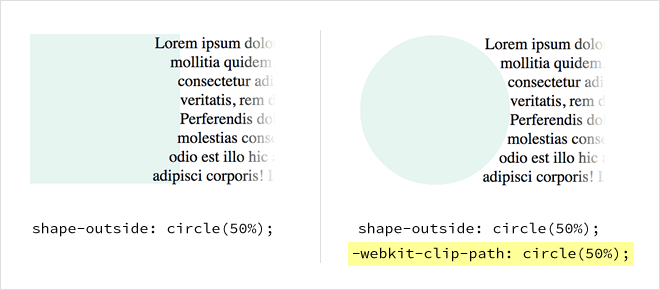 Lorem ipsum dolo
mollitia quidem
consectetur adi
veritatis, rem d
Perferendis do
molestias cons
odio est illo hic a
adipisci corporis! L
shape-outside: circle(50%);
Lorem ipsum dolo
mollitia quidem
consectetur adi
veritatis, rem d
Perferendis do
molestias cons
odio est illo hic
adipisci corporis! L
shape-outside: circle(50%);
-webkit-clip-path: circle(50%);